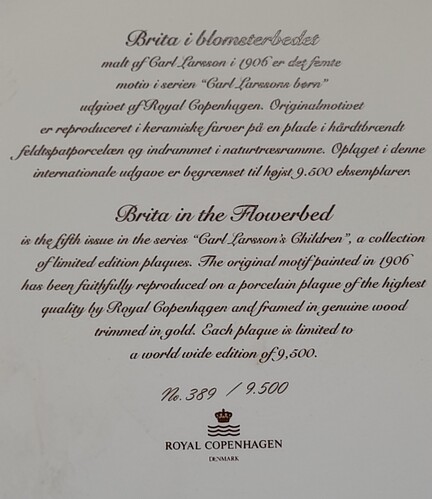 Brita i blomsterbedet
malt af Carl Larsson i 1906 er det femte
motiv i serien "Carl Larssons børn"
udgivet af Royal Copenhagen. Originalmotivet
er reproduceret i keramiske farver på en plade i hårdtbrændt
feldtspatporcelæn og indrammet i naturtræsramme. Oplaget i denne
internationale udgave er begrænset til højst 9.500 eksemplarer.
Brita in the Flowerbed
is the fifth issue in the series "Carl Larsson's Children", a collection
of limited edition plaques. The original motif painted in 1906
has been faithfully reproduced on a porcelain plaque of the highest
quality by Royal Copenhagen and framed in genuine wood
trimmed in gold. Each plaque is limited to
a world wide edition of 9,500.
No. 389 / 9.500
ROYAL COPENHAGEN
DENMARK